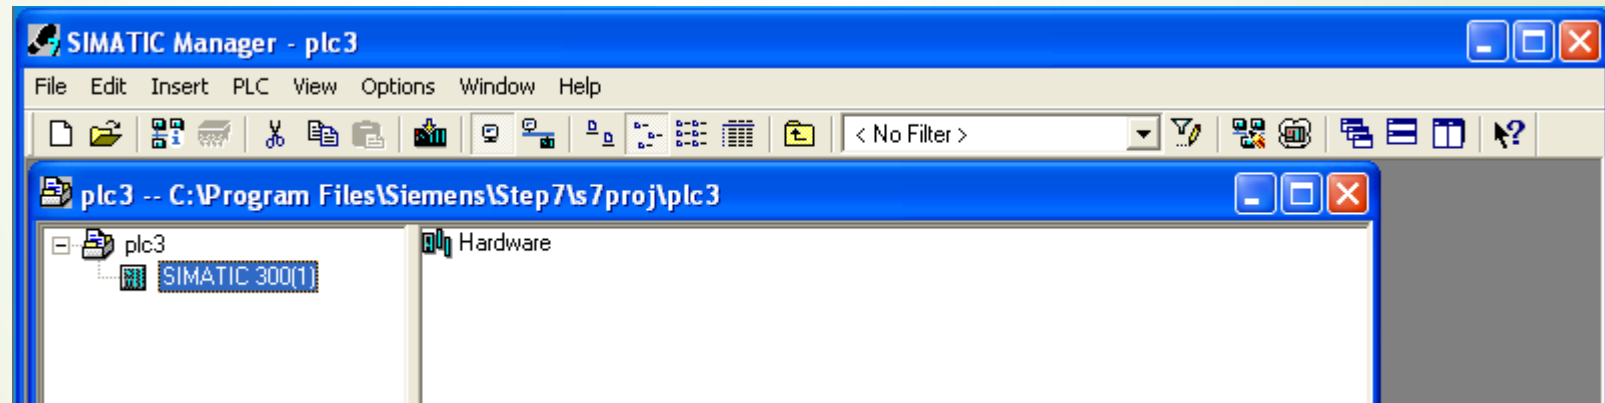 SIMATIC Manager - plc3
File Edit Insert PLC View Options Window Help
< No Filter >
plc3 -- C:\Program Files\Siemens\Step7\s7proj\plc3
plc3
Hardware
SIMATIC 300(1)